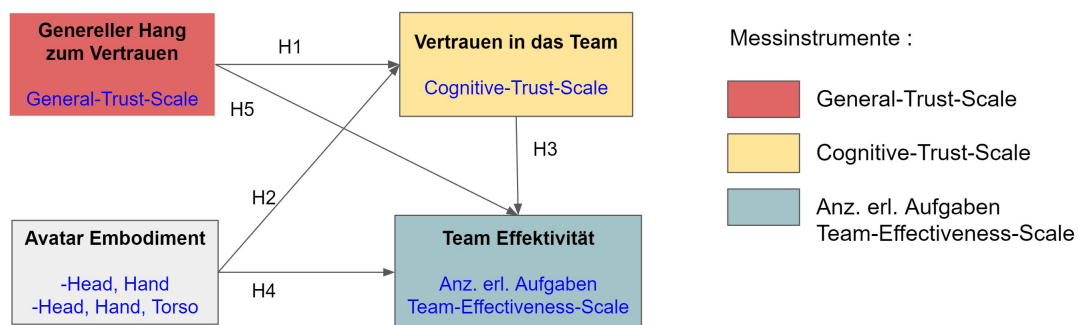 Genereller Hang
zum Vertrauen
General-Trust-Scale
H1
Vertrauen in das Team
Cognitive-Trust-Scale
H5
H3
H2
Avatar Embodiment
-Head, Hand
-Head, Hand, Torso
H4
Team Effektivität
Anz. erl. Aufgaben
Team-Effectiveness-Scale
Messinstrumente :
General-Trust-Scale
Cognitive-Trust-Scale
Anz. erl. Aufgaben
Team-Effectiveness-Scale